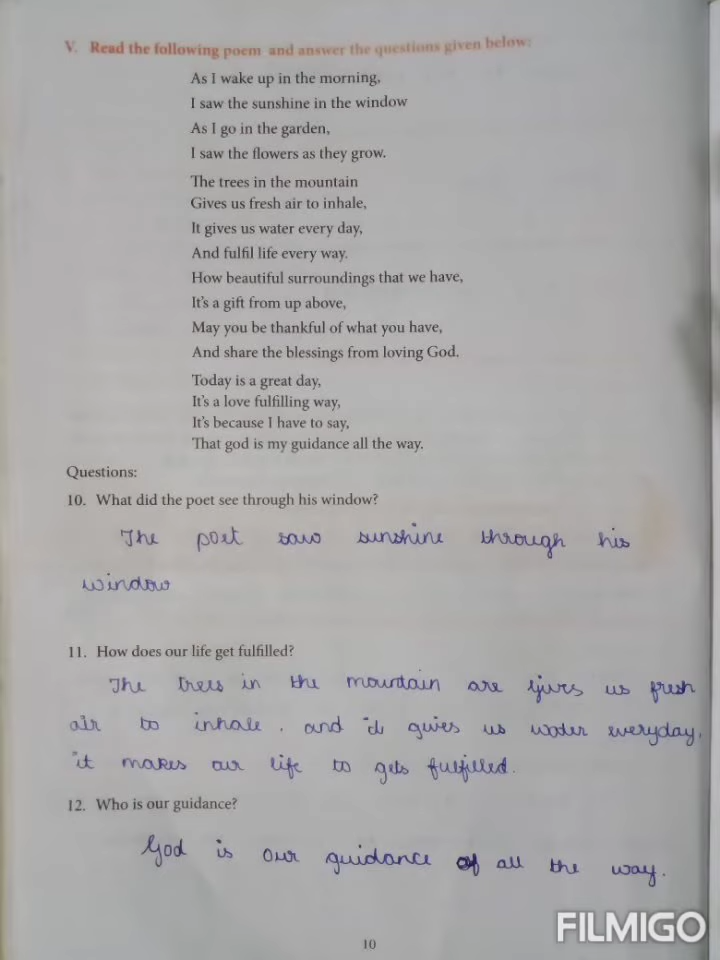 V. Read the following poem and answer the questions given below:
As I wake up in the morning,
I saw the sunshine in the window
As I go in the garden,
I saw the flowers as they grow.
The trees in the mountain
Gives us fresh air to inhale,
It gives us water every day,
And fulfil life every way.
How beautiful surroundings that we have,
It's a gift from up above,
May you be thankful of what you have,
And share the blessings from loving God.
Today is a great day,
It's a love fulfilling way,
It's because I have to say,
That god is my guidance all the way.
Questions:
10. What did the poet see through his window?
The poet saw sunshine through his
window
11. How does our life get fulfilled?
The trees in the mountain are gives us fresh
air to inhale. and it gives us water everyday,
it makes our life to gets fulfilled.
12. Who is our guidance?
God is our guidance of all the way.
10
FILMIGO